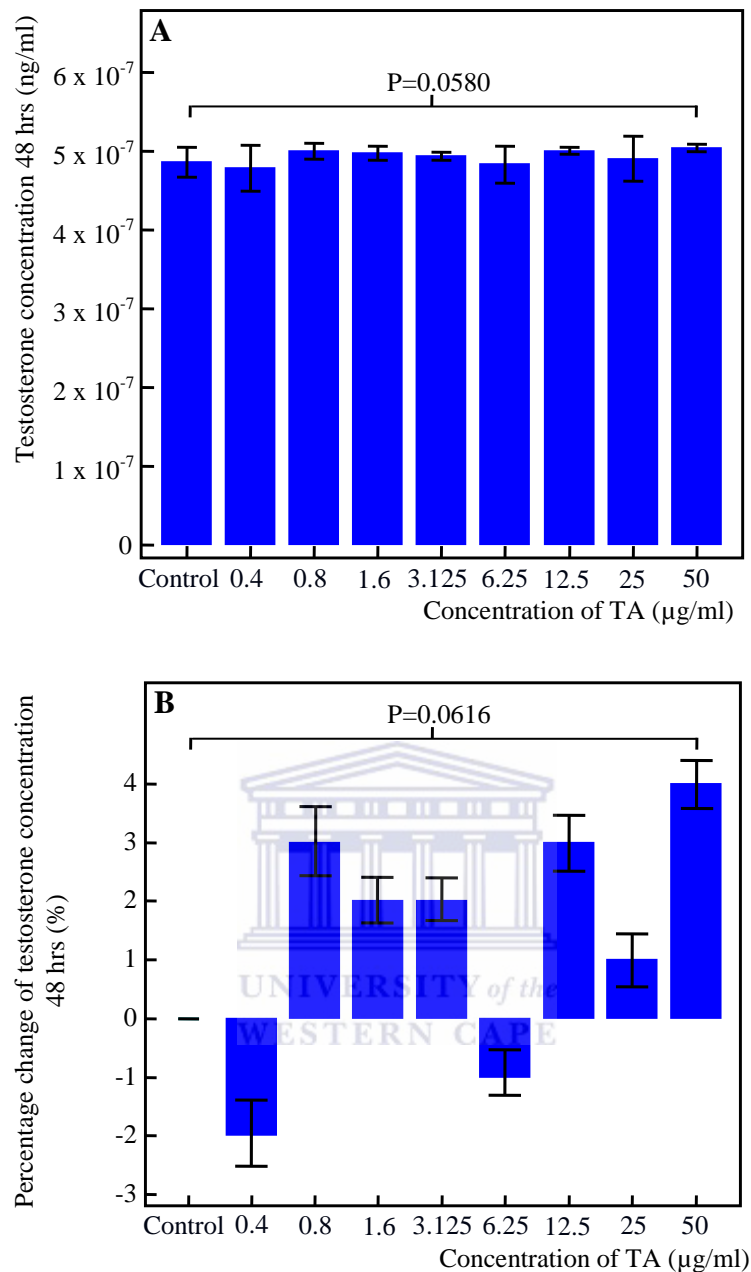 A
Testosterone concentration 48 hrs (ng/ml)
P=0.0580
6 x 10⁻⁷
5 x 10⁻⁷
4 x 10⁻⁷
3 x 10⁻⁷
2 x 10⁻⁷
1 x 10⁻⁷
0
Control 0.4 0.8 1.6 3.125 6.25 12.5 25 50
Concentration of TA (µg/ml)
B
Percentage change of testosterone concentration
48 hrs (%)
P=0.0616
4
3
2
1
0
-1
-2
-3
UNIVERSITY of the
WESTERN CAPE
Control 0.4 0.8 1.6 3.125 6.25 12.5 25 50
Concentration of TA (µg/ml)